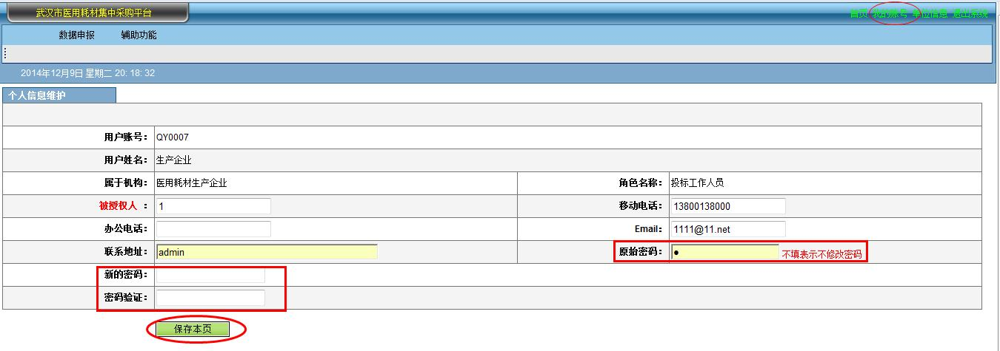 武汉市医用耗材集中采购平台
首页 我的账号 单位信息 退出系统
数据申报 辅助功能
2014年12月9日 星期二 20: 18: 32
个人信息维护
用户账号： QY0007
用户姓名： 生产企业
属于机构： 医用耗材生产企业 角色名称： 投标工作人员
被授权人 ： 1 移动电话： 13800138000
办公电话： Email： 1111@11.net
联系地址： admin 原始密码： ● 不填表示不修改密码
新的密码：
密码验证：
保存本页